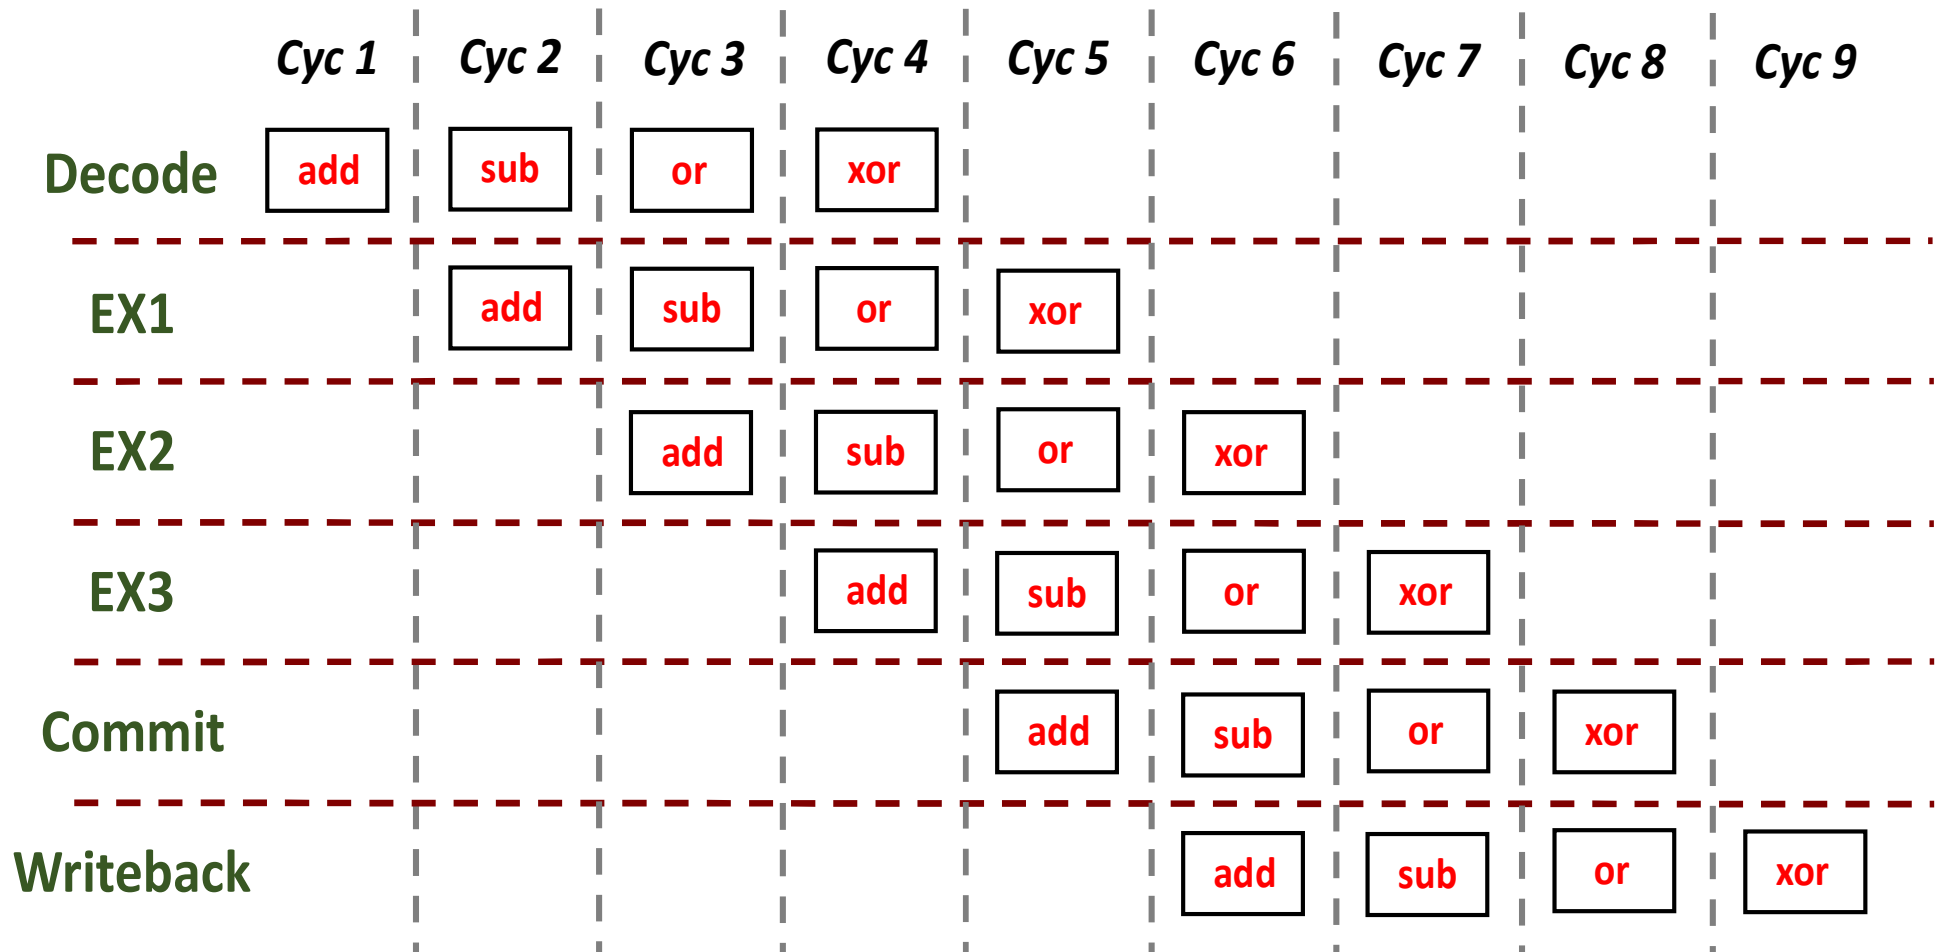 Cyc 1 Cyc 2 Cyc 3 Cyc 4 Cyc 5 Cyc 6 Cyc 7 Cyc 8 Cyc 9
Decode add sub or xor
EX1 add sub or xor
EX2 add sub or xor
EX3 add sub or xor
Commit add sub or xor
Writeback add sub or xor